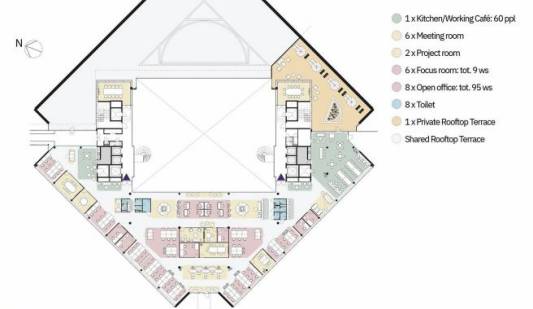 N
1 x Kitchen/Working Café: 60 ppl
6 x Meeting room
2 x Project room
6 x Focus room: tot. 9 ws
8 x Open office: tot. 95 ws
8 x Toilet
1 x Private Rooftop Terrace
Shared Rooftop Terrace